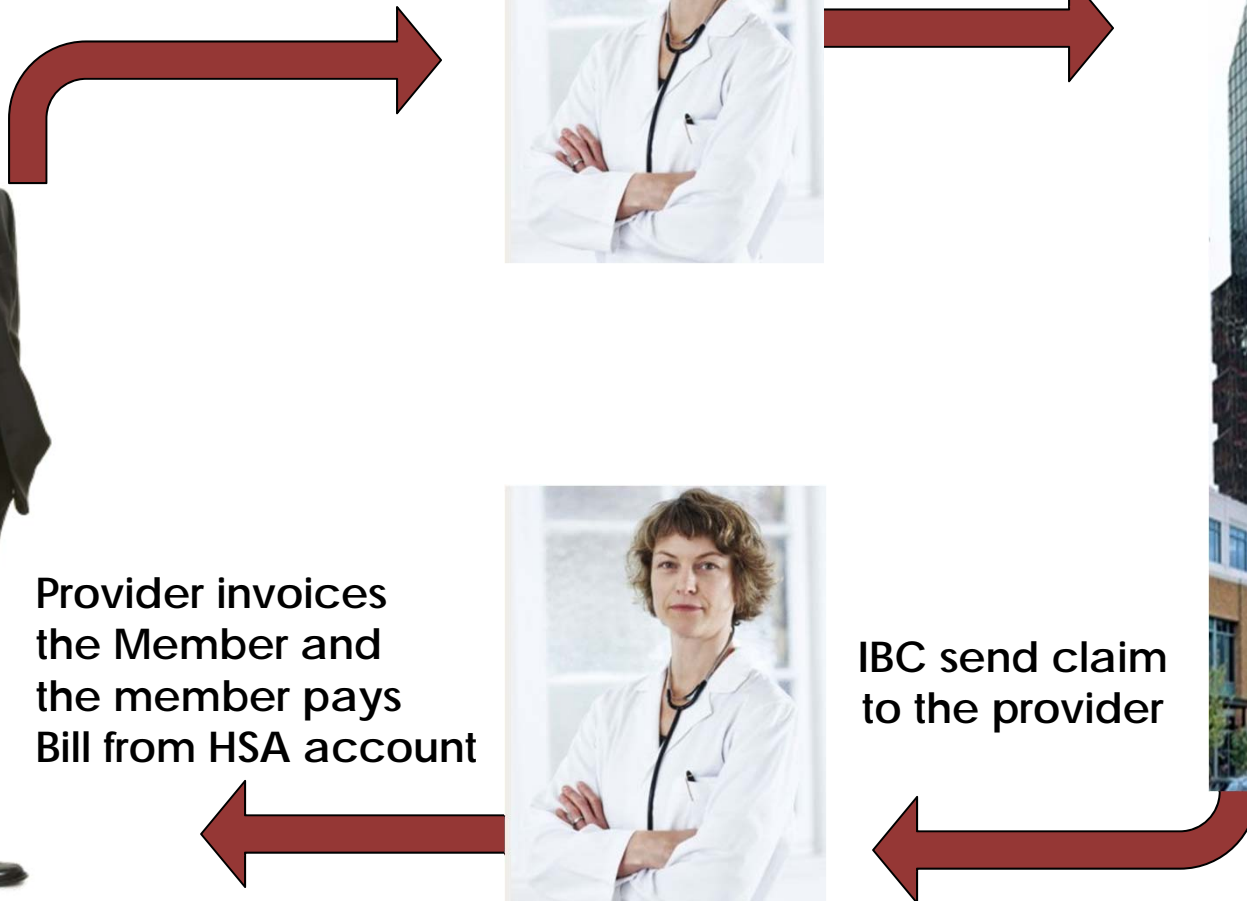 Provider invoices
the Member and
the member pays
Bill from HSA account
IBC send claim
to the provider